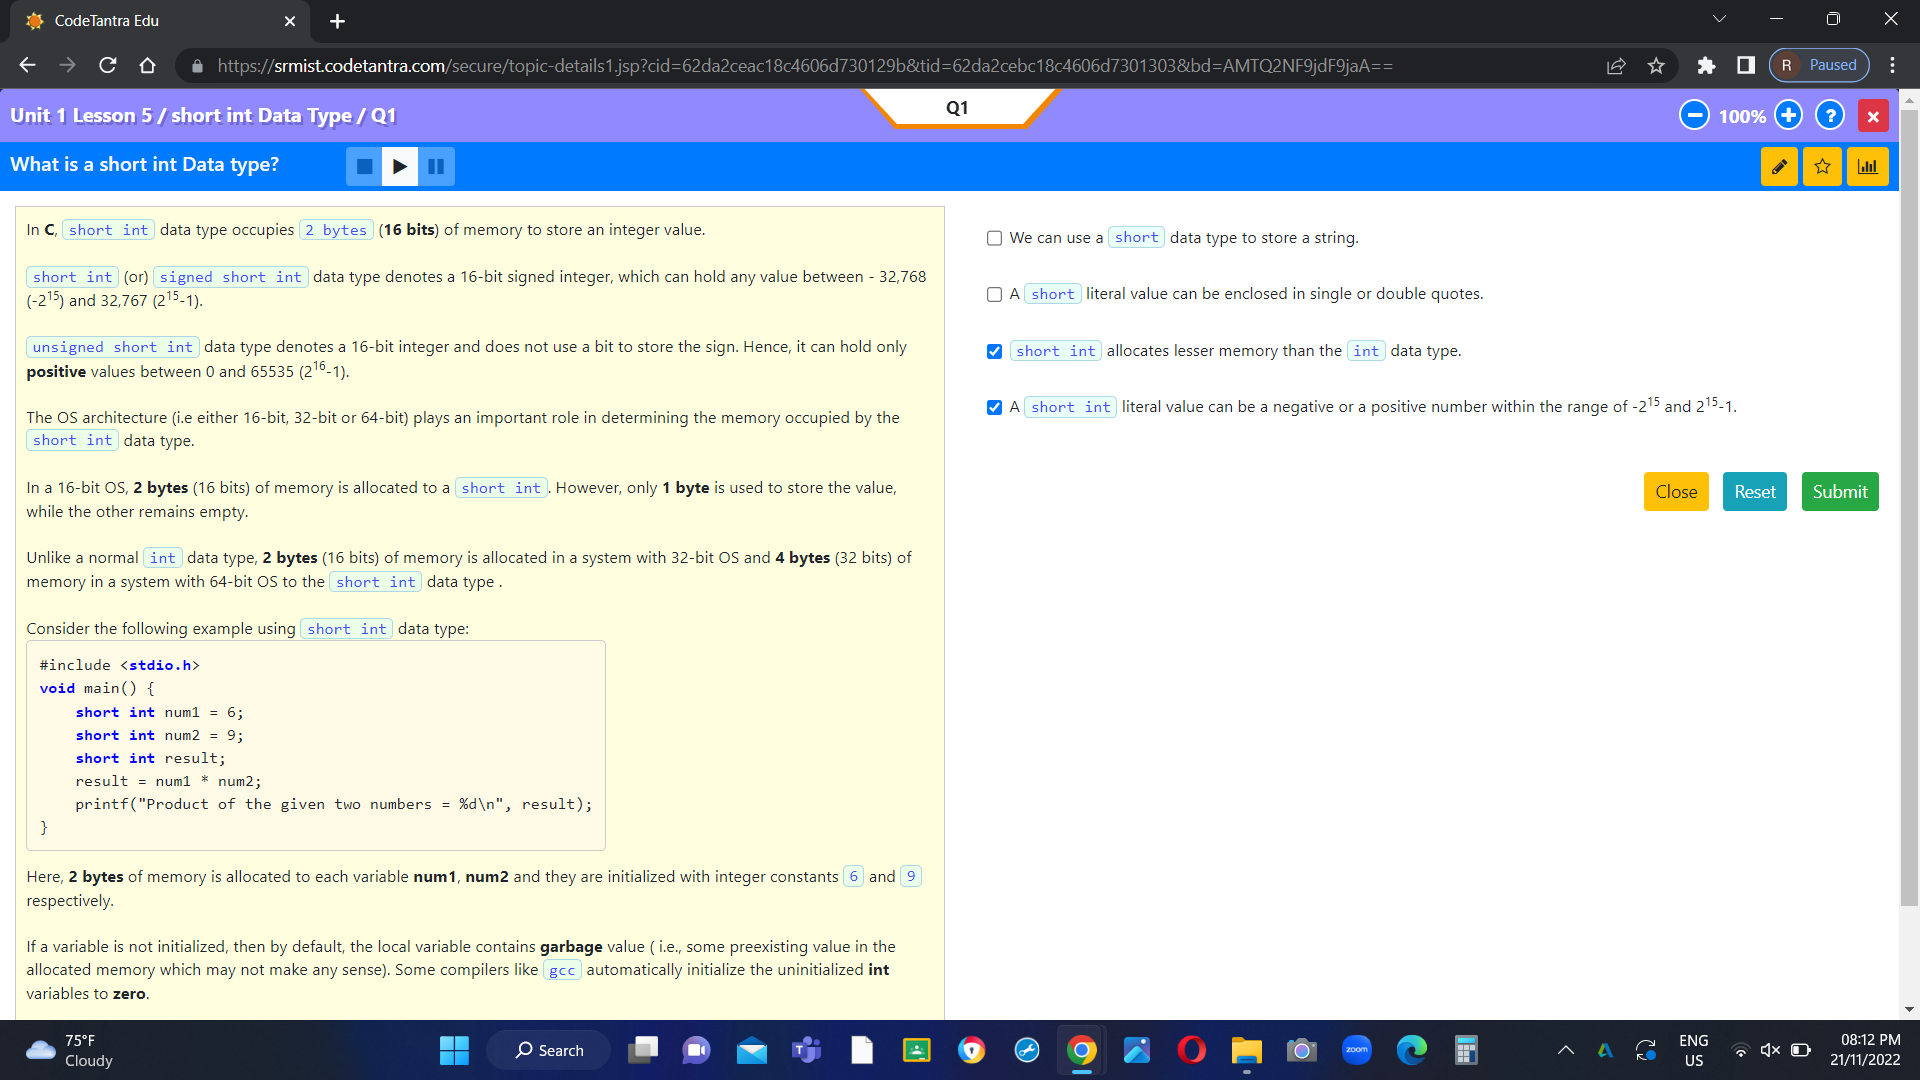 CodeTantra Edu
https://srmist.codetantra.com/secure/topic-details1.jsp?cid=62da2ceac18c4606d730129b&tid=62da2cebc18c4606d7301303&bd=AMTQ2NF9jdF9jaA==
R Paused
Unit 1 Lesson 5 / short int Data Type / Q1
Q1
100%
?
What is a short int Data type?
In C, short int data type occupies 2 bytes (16 bits) of memory to store an integer value.
short int (or) signed short int data type denotes a 16-bit signed integer, which can hold any value between - 32,768
(-2¹⁵) and 32,767 (2¹⁵-1).
unsigned short int data type denotes a 16-bit integer and does not use a bit to store the sign. Hence, it can hold only
positive values between 0 and 65535 (2¹⁶-1).
The OS architecture (i.e either 16-bit, 32-bit or 64-bit) plays an important role in determining the memory occupied by the
short int data type.
In a 16-bit OS, 2 bytes (16 bits) of memory is allocated to a short int. However, only 1 byte is used to store the value,
while the other remains empty.
Unlike a normal int data type, 2 bytes (16 bits) of memory is allocated in a system with 32-bit OS and 4 bytes (32 bits) of
memory in a system with 64-bit OS to the short int data type .
Consider the following example using short int data type:
#include <stdio.h>
void main() {
short int num1 = 6;
short int num2 = 9;
short int result;
result = num1 * num2;
printf("Product of the given two numbers = %d\n", result);
}
Here, 2 bytes of memory is allocated to each variable num1, num2 and they are initialized with integer constants 6 and 9
respectively.
If a variable is not initialized, then by default, the local variable contains garbage value ( i.e., some preexisting value in the
allocated memory which may not make any sense). Some compilers like gcc automatically initialize the uninitialized int
variables to zero.
We can use a short data type to store a string.
A short literal value can be enclosed in single or double quotes.
short int allocates lesser memory than the int data type.
A short int literal value can be a negative or a positive number within the range of -2¹⁵ and 2¹⁵-1.
Close Reset Submit
75°F
Cloudy
Search
zoom
ENG
US
08:12 PM
21/11/2022